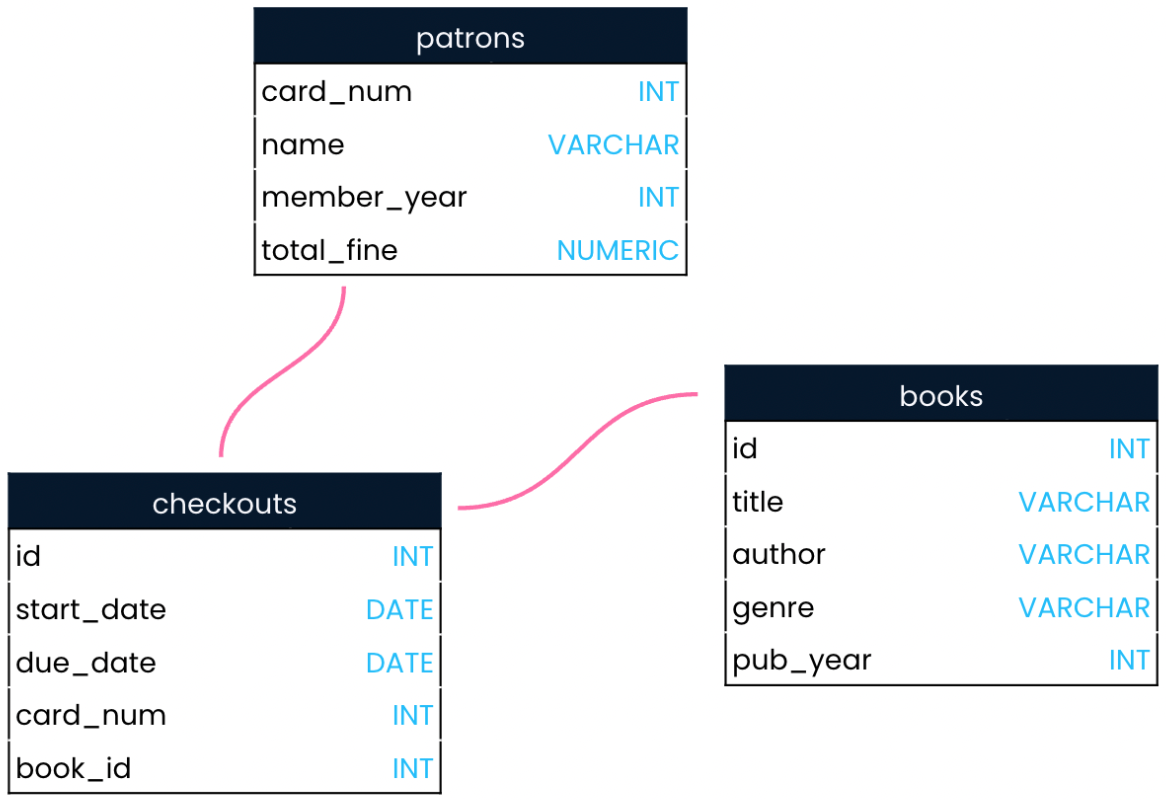 patrons
card_num INT
name VARCHAR
member_year INT
total_fine NUMERIC
checkouts
id INT
start_date DATE
due_date DATE
card_num INT
book_id INT
books
id INT
title VARCHAR
author VARCHAR
genre VARCHAR
pub_year INT